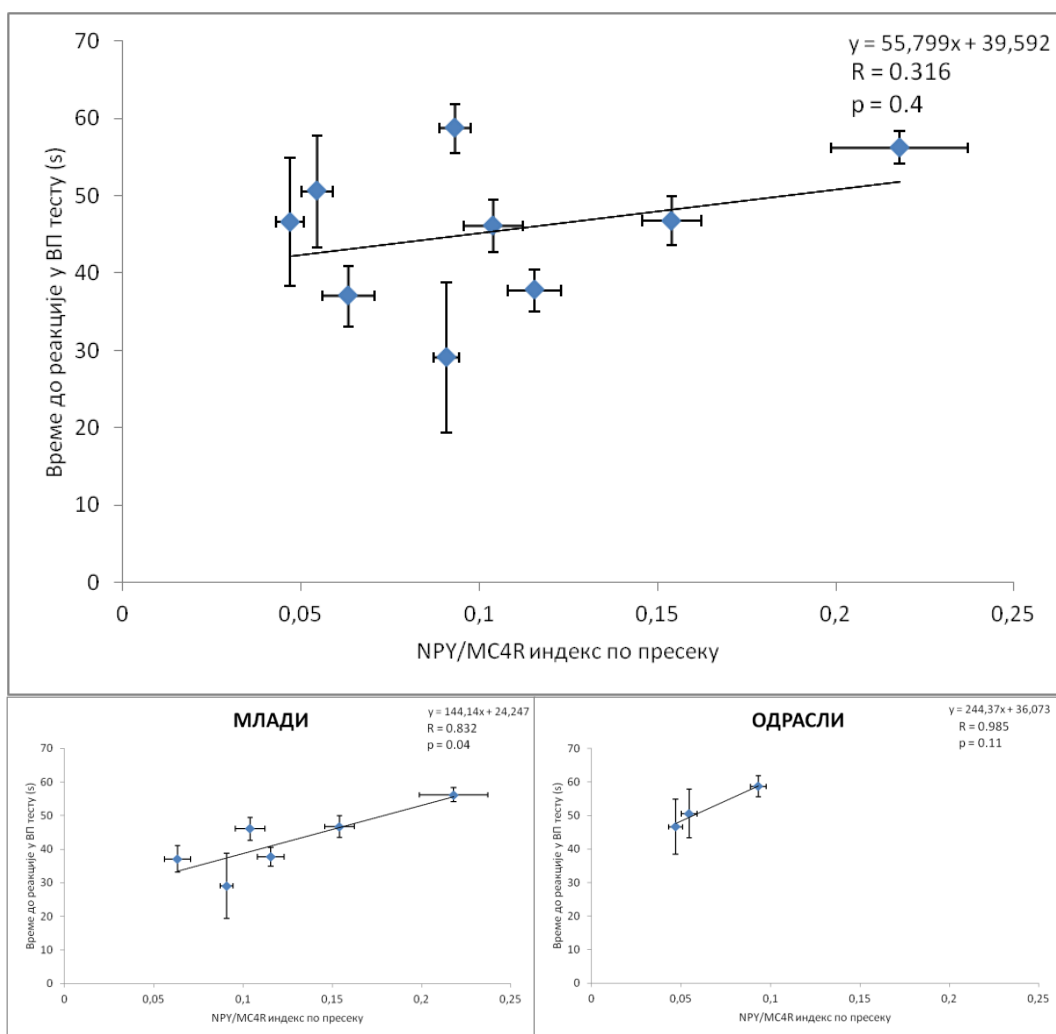 y = 55,799x + 39,592
R = 0.316
p = 0.4
70
60
50
40
30
20
10
0
Време до реакције у ВП тесту (s)
0
0,05
0,1
0,15
0,2
0,25
NPY/MC4R индекс по пресеку
МЛАДИ
y = 144,14x + 24,247
R = 0.832
p = 0.04
70
60
50
40
30
20
10
0
Време до реакције у ВП тесту (s)
0
0,05
0,1
0,15
0,2
0,25
NPY/MC4R индекс по пресеку
ОДРАСЛИ
y = 244,37x + 36,073
R = 0.985
p = 0.11
70
60
50
40
30
20
10
0
Време до реакције у ВП тесту (s)
0
0,05
0,1
0,15
0,2
0,25
NPY/MC4R индекс по пресеку